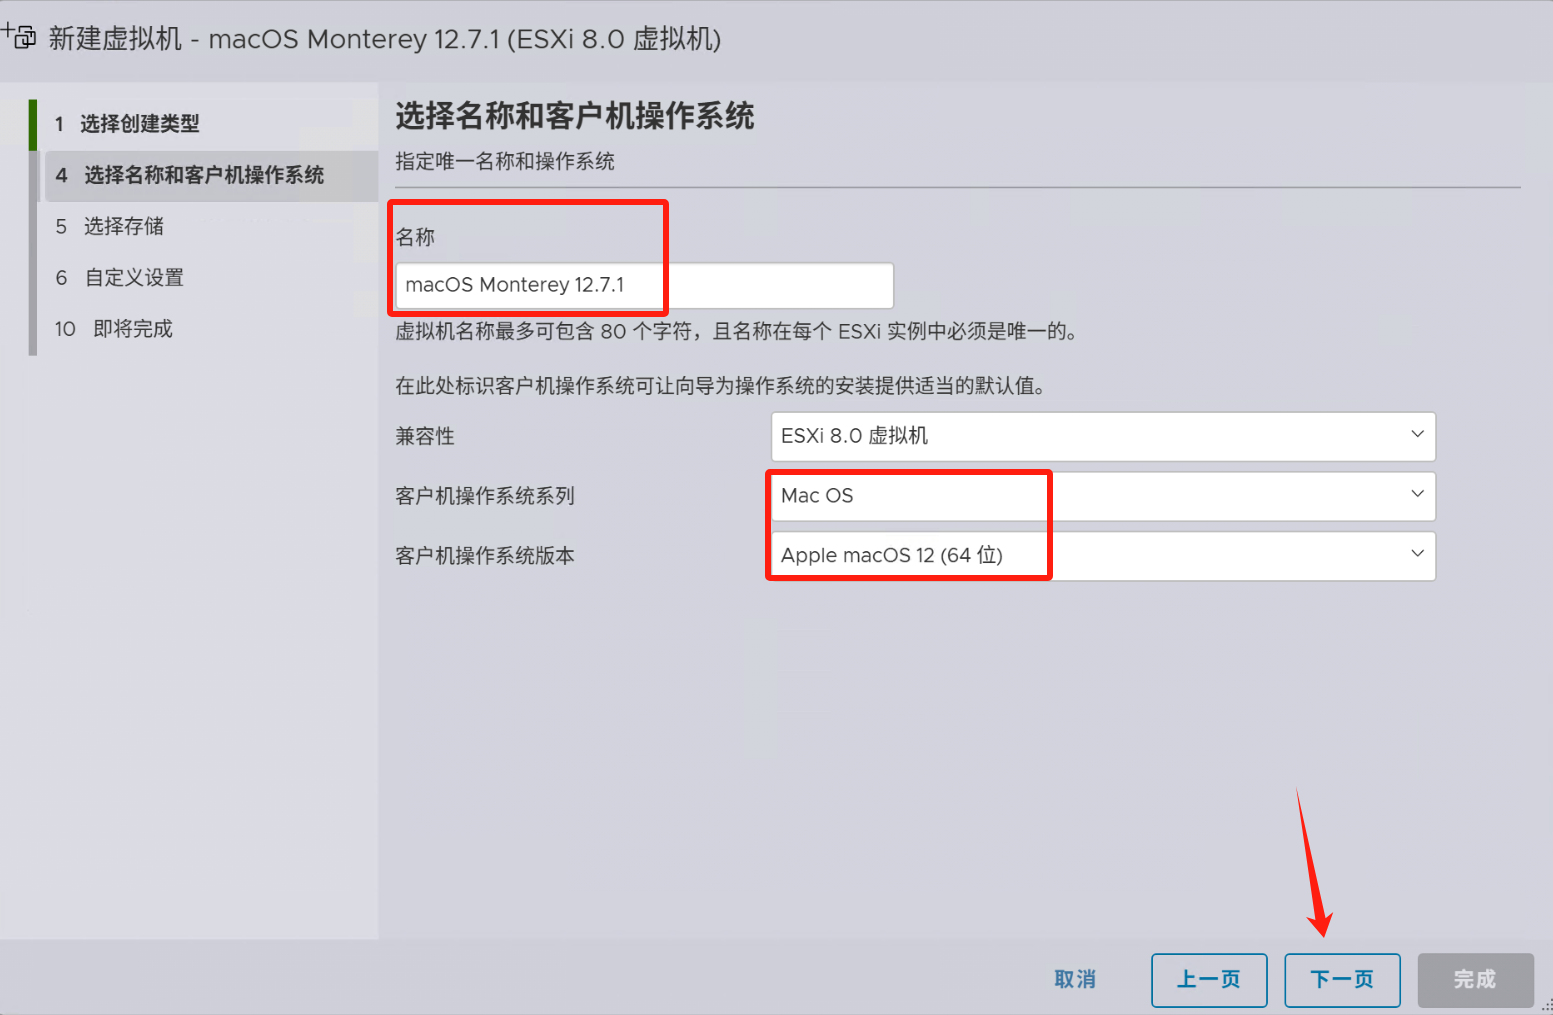 新建虚拟机 - macOS Monterey 12.7.1 (ESXi 8.0 虚拟机)
1 选择创建类型
4 选择名称和客户机操作系统
5 选择存储
6 自定义设置
10 即将完成
选择名称和客户机操作系统
指定唯一名称和操作系统
名称
macOS Monterey 12.7.1
虚拟机名称最多可包含 80 个字符，且名称在每个 ESXi 实例中必须是唯一的。
在此处标识客户机操作系统可让向导为操作系统的安装提供适当的默认值。
兼容性 ESXi 8.0 虚拟机
客户机操作系统系列 Mac OS
客户机操作系统版本 Apple macOS 12 (64 位)
取消 上一页 下一页 完成